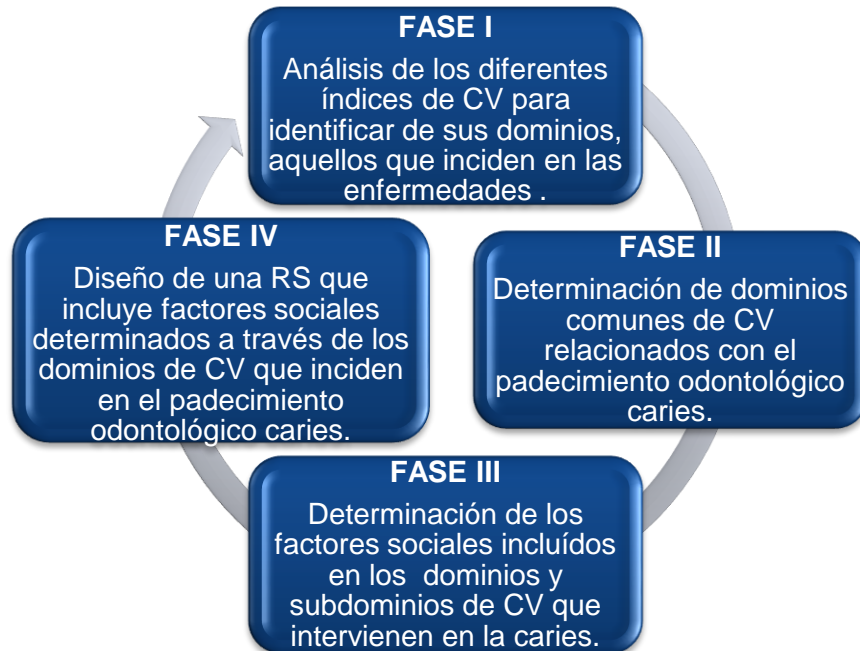 FASE I
Análisis de los diferentes
índices de CV para
identificar de sus dominios,
aquellos que inciden en las
enfermedades .
FASE II
Determinación de dominios
comunes de CV
relacionados con el
padecimiento odontológico
caries.
FASE III
Determinación de los
factores sociales incluídos
en los dominios y
subdominios de CV que
intervienen en la caries.
FASE IV
Diseño de una RS que
incluye factores sociales
determinados a través de los
dominios de CV que inciden
en el padecimiento
odontológico caries.